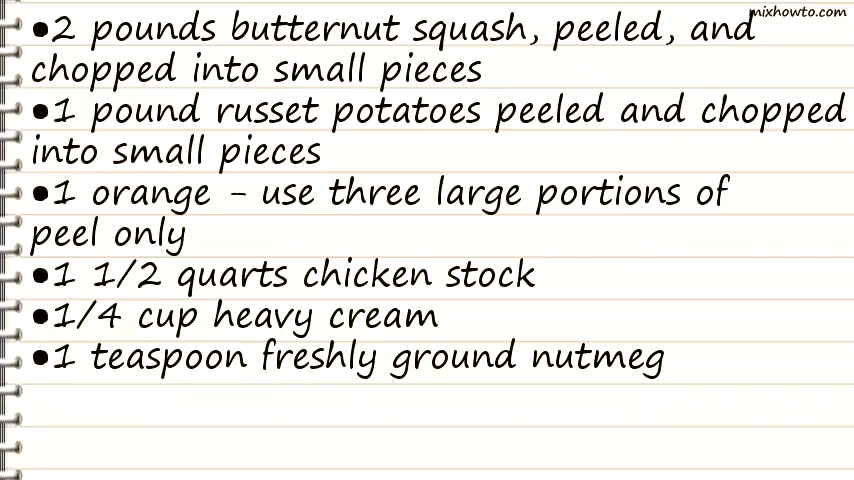 mixhowto.com
•2 pounds butternut squash, peeled, and
chopped into small pieces
•1 pound russet potatoes peeled and chopped
into small pieces
•1 orange - use three large portions of
peel only
•1 1/2 quarts chicken stock
•1/4 cup heavy cream
•1 teaspoon freshly ground nutmeg